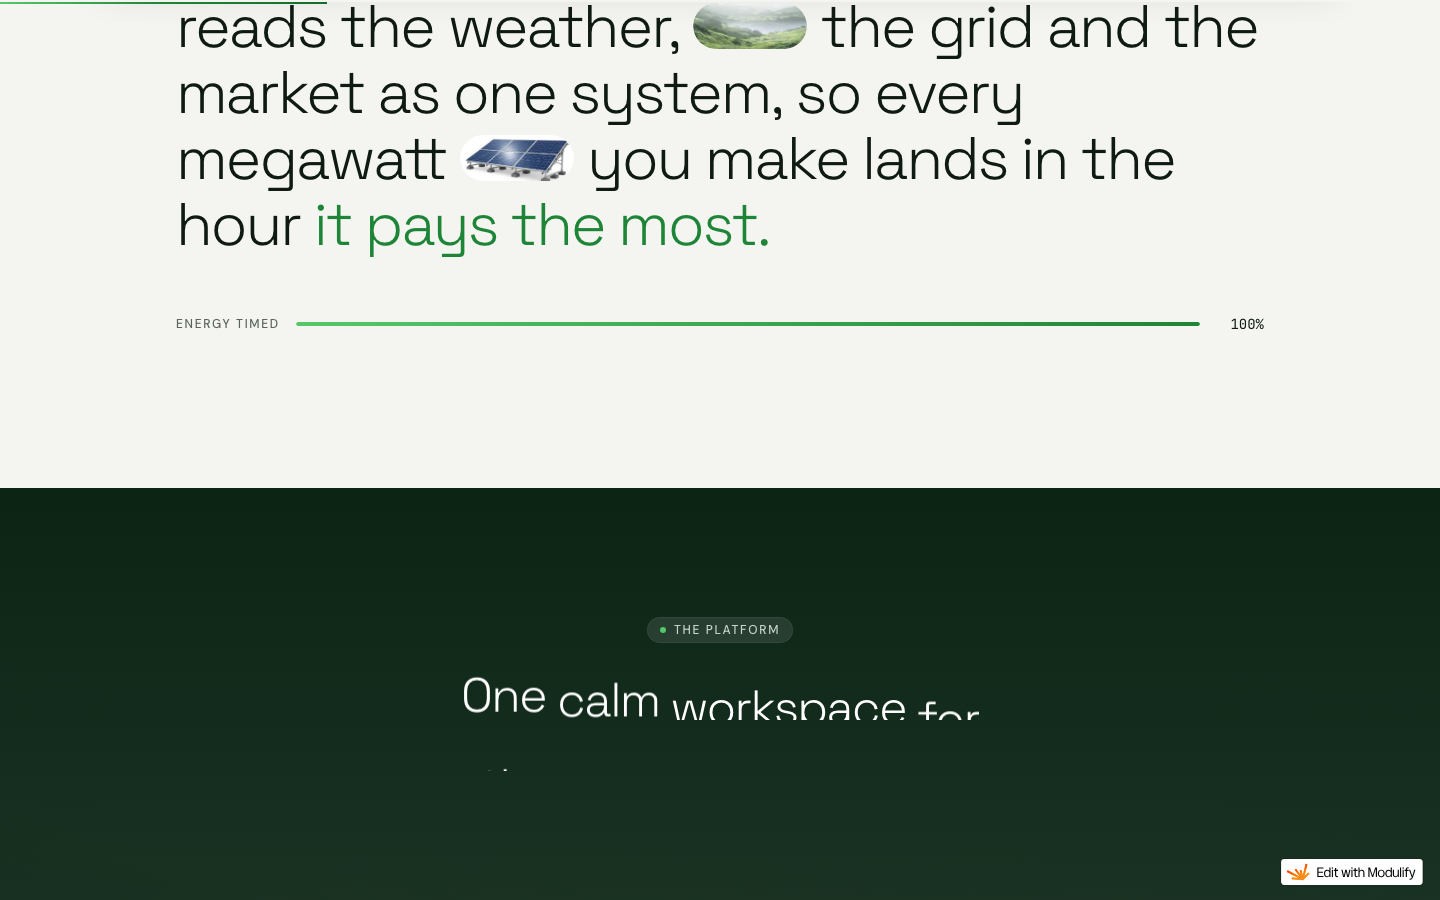 reads the weather, the grid and the
market as one system, so every
megawatt you make lands in the
hour it pays the most.
ENERGY TIMED 100%
THE PLATFORM
One calm workspace for
Edit with Modulify